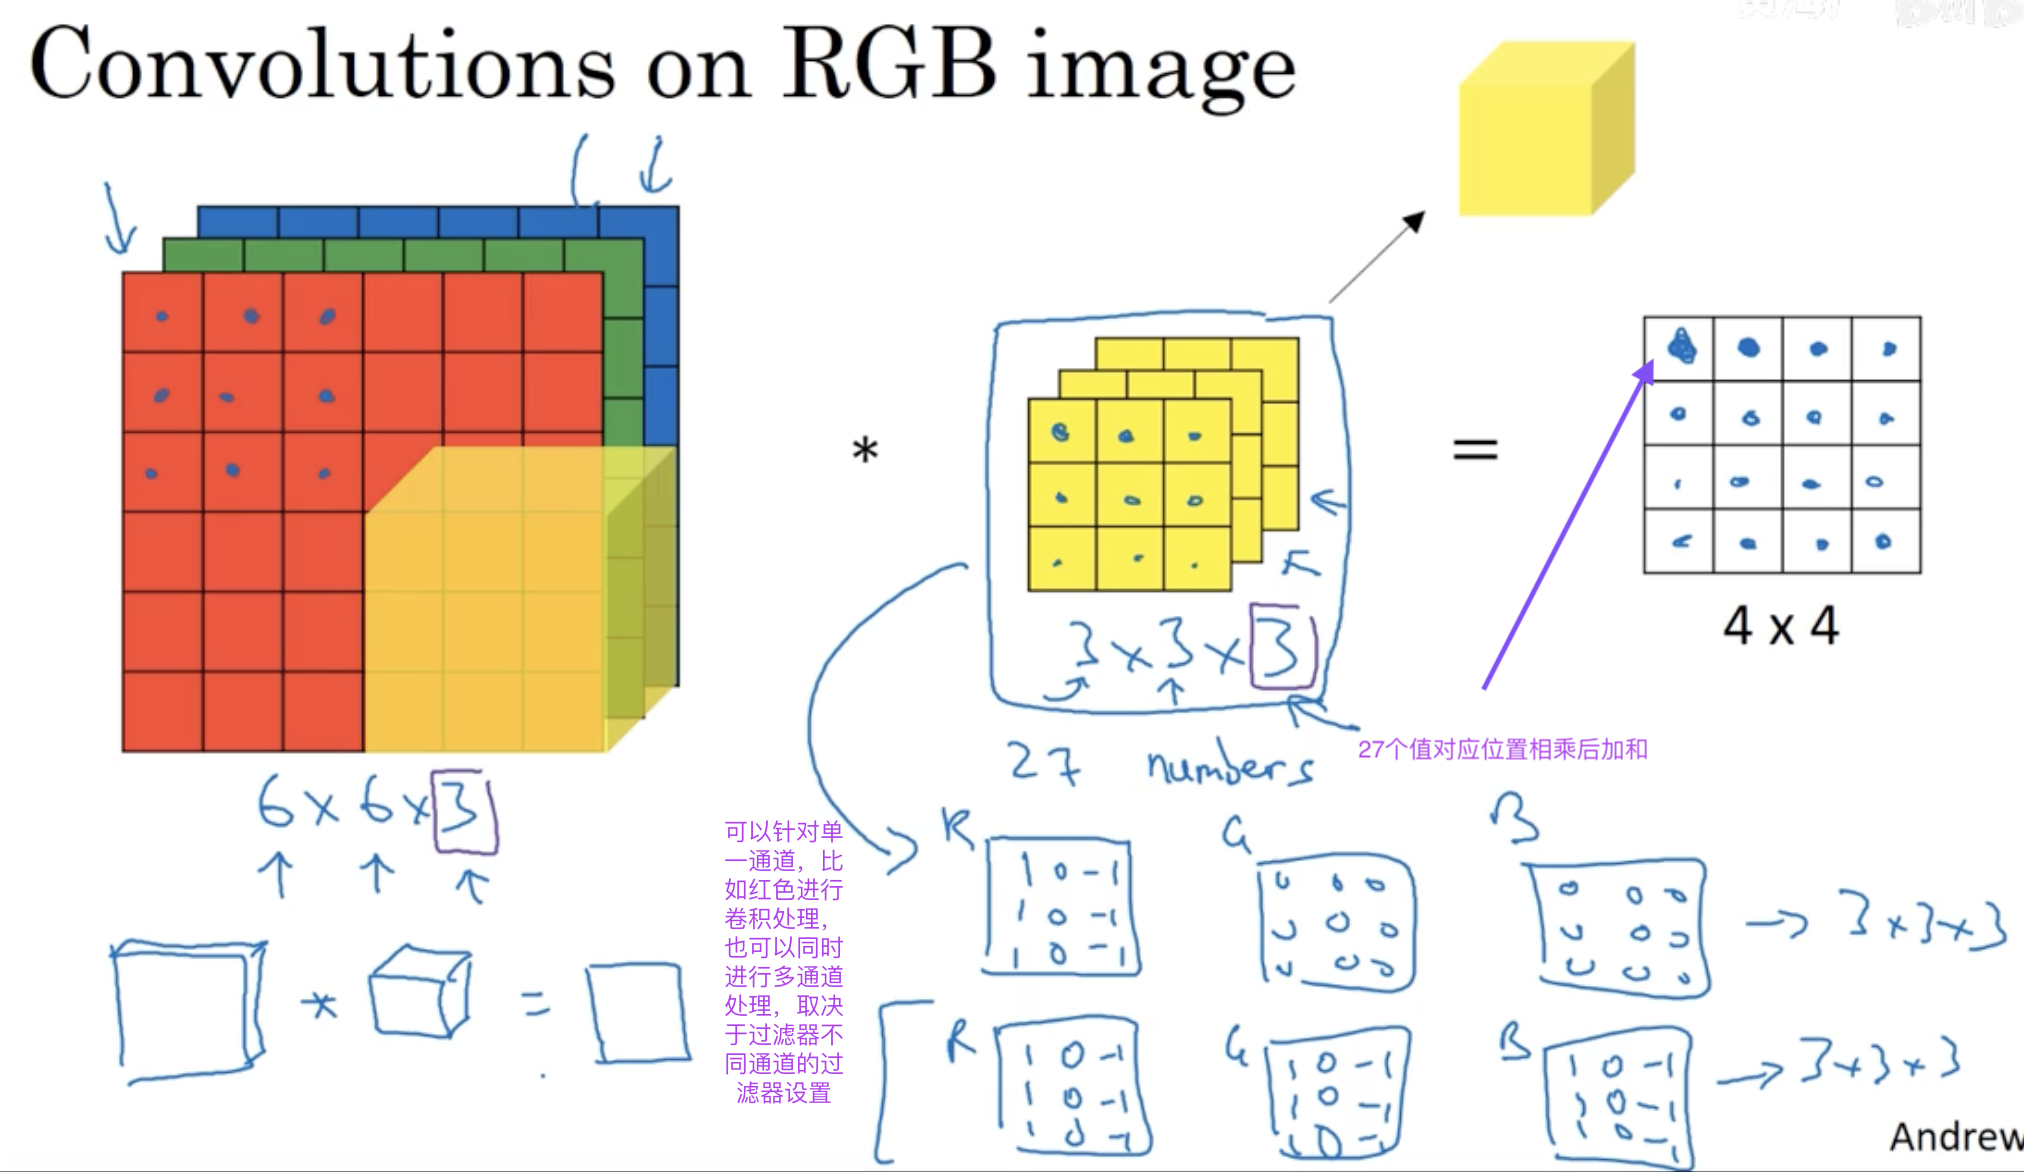 Convolutions on RGB image
*
=
4 x 4
3 x 3 x 3
27 numbers
27个值对应位置相乘后加和
6 x 6 x 3
可以针对单
一通道，比
如红色进行
卷积处理，
也可以同时
进行多通道
处理，取决
于过滤器不
同通道的过
滤器设置
R
1 0 -1
1 0 -1
1 0 -1
G
0 0 0
0 0 0
0 0 0
B
0 0 0
0 0 0
0 0 0
→ 3 x 3 x 3
* =
R
1 0 -1
1 0 -1
1 0 -1
G
1 0 -1
1 0 -1
1 0 -1
B
1 0 -1
1 0 -1
1 0 -1
→ 3 x 3 x 3
Andrew